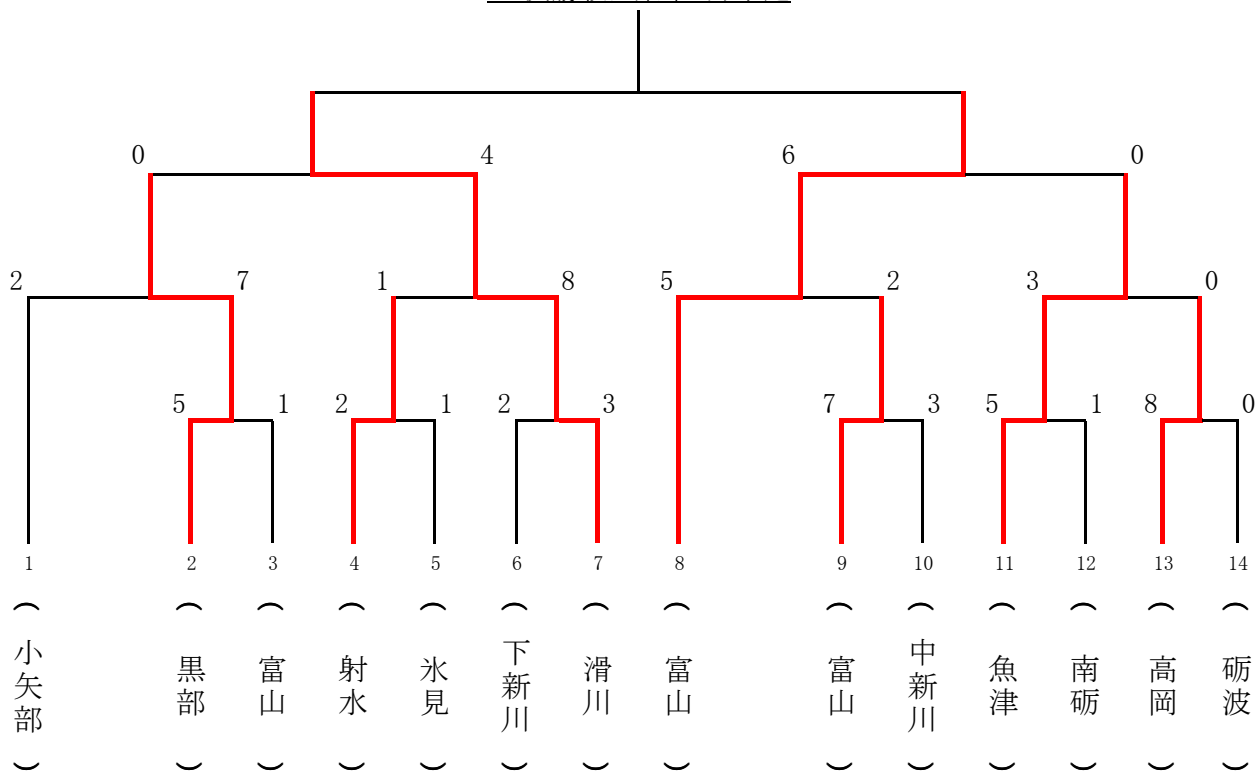 0 4 6 0
2 7 1 8 5 2 3 0
5 1 2 1 2 3 7 3 5 1 8 0
1 2 3 4 5 6 7 8 9 10 11 12 13 14
（小矢部）
（黒部）
（富山）
（射水）
（氷見）
（下新川）
（滑川）
（富山）
（富山）
（中新川）
（魚津）
（南砺）
（高岡）
（砺波）